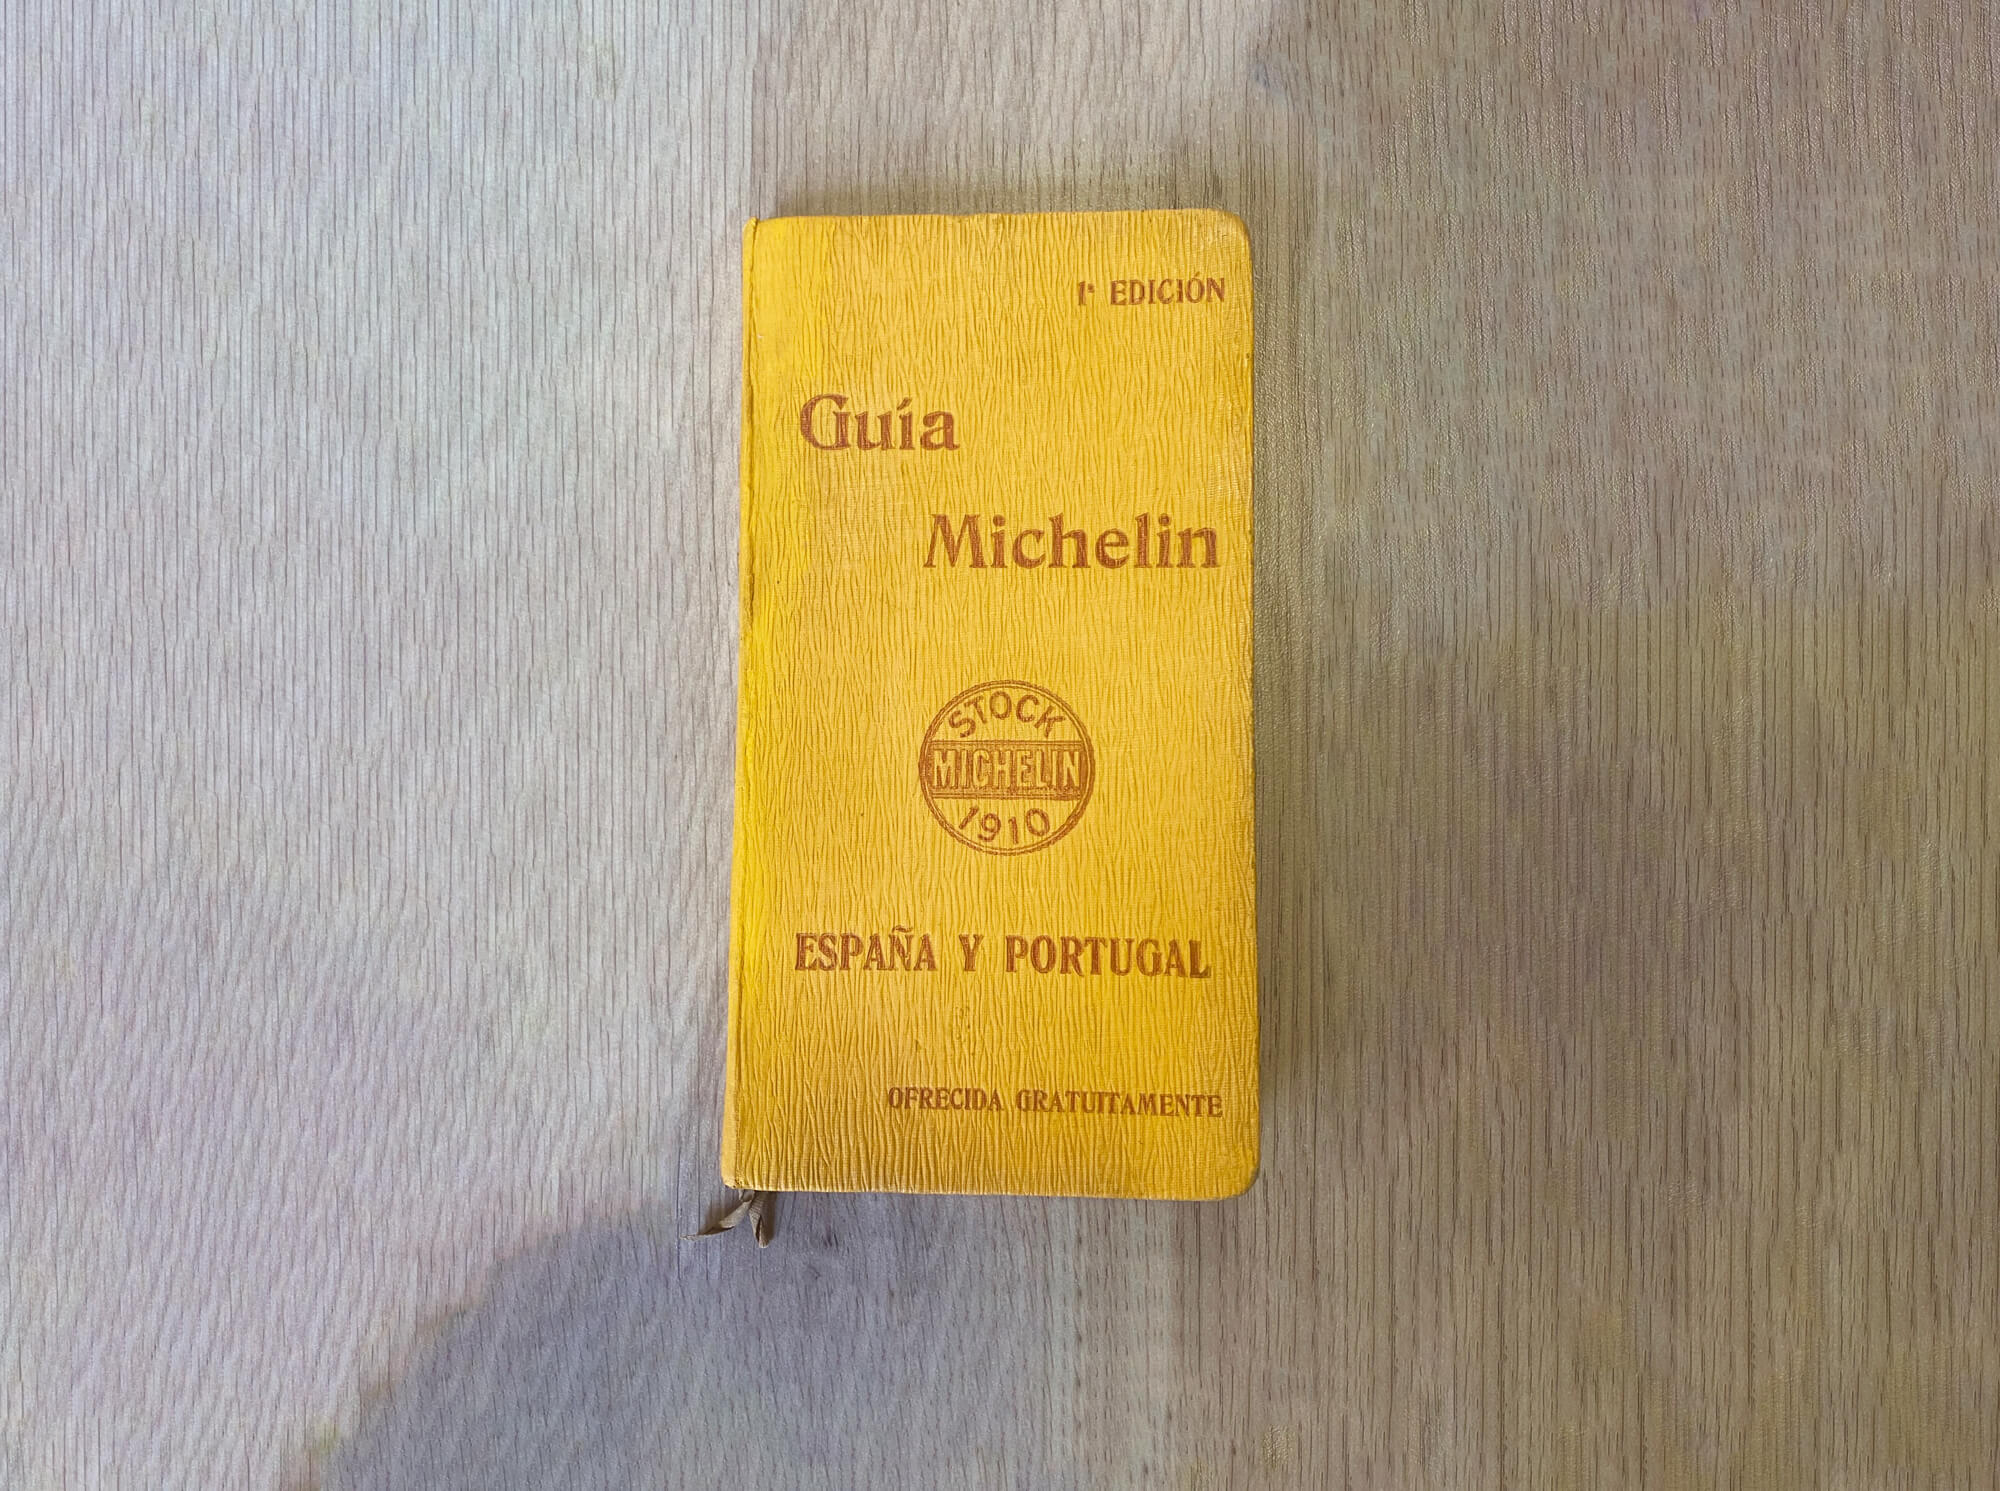 1ª EDICIÓN
Guía
Michelin
STOCK
MICHELIN
1910
ESPAÑA Y PORTUGAL
OFRECIDA GRATUITAMENTE